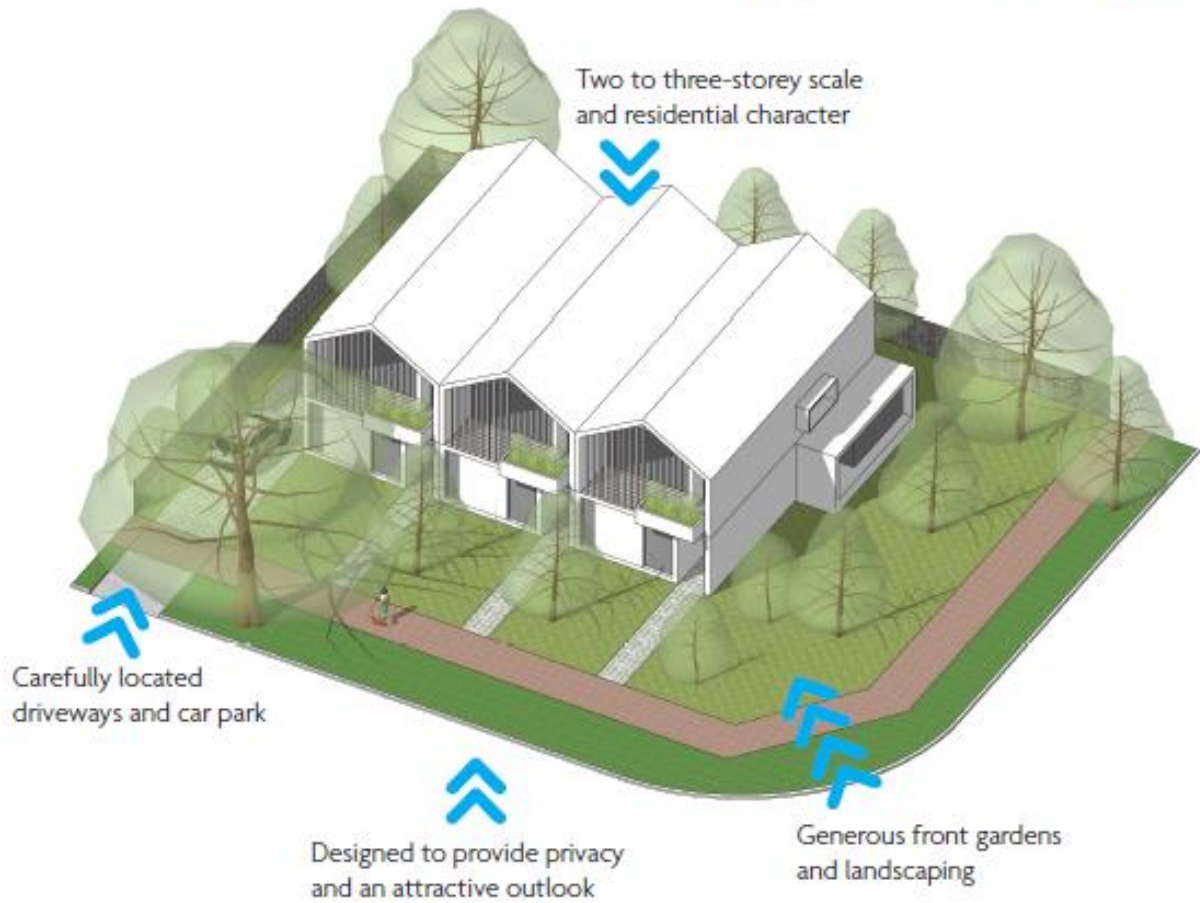 Two to three-storey scale
and residential character
Carefully located
driveways and car park
Designed to provide privacy
and an attractive outlook
Generous front gardens
and landscaping